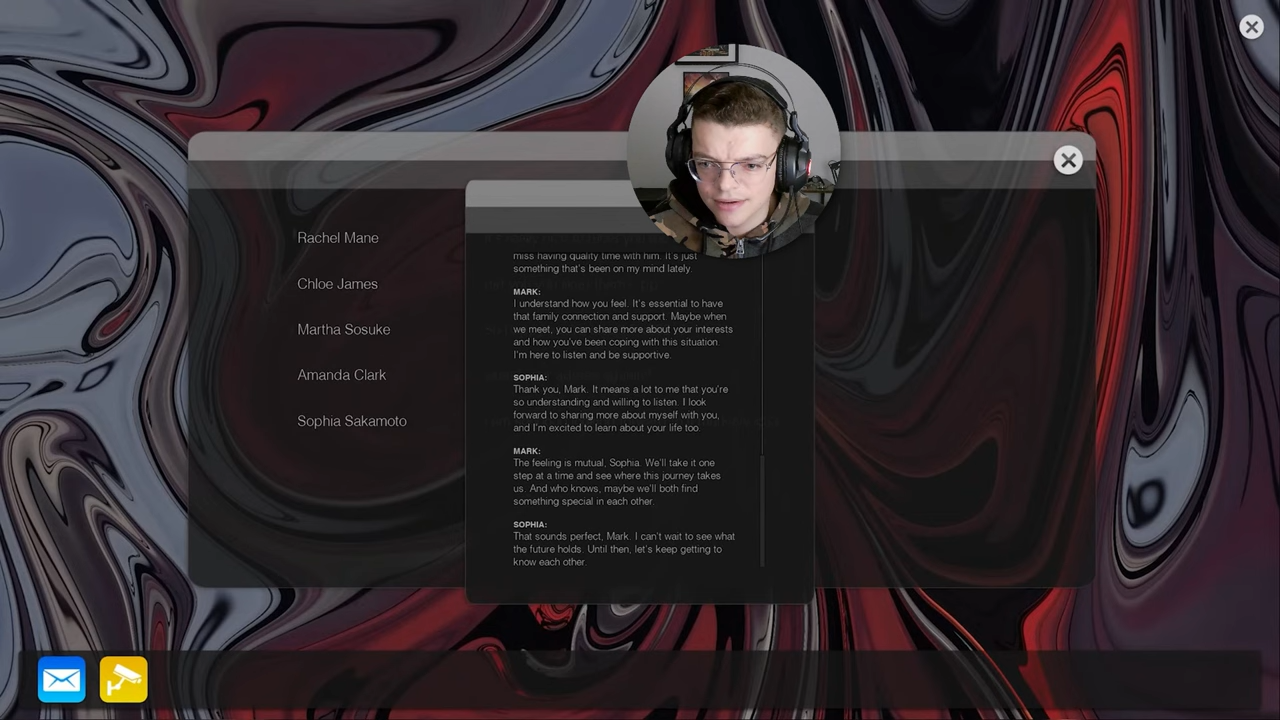 Rachel Mane
Chloe James
Martha Sosuke
Amanda Clark
Sophia Sakamoto
miss having quality time with him. It's just
something that's been on my mind lately.
MARK:
I understand how you feel. It's essential to have
that family connection and support. Maybe when
we meet, you can share more about your interests
and how you've been coping with this situation.
I'm here to listen and be supportive.
SOPHIA:
Thank you, Mark. It means a lot to me that you're
so understanding and willing to listen. I look
forward to sharing more about myself with you,
and I'm excited to learn about your life too.
MARK:
The feeling is mutual, Sophia. We'll take it one
step at a time and see where this journey takes
us. And who knows, maybe we'll both find
something special in each other.
SOPHIA:
That sounds perfect, Mark. I can't wait to see what
the future holds. Until then, let's keep getting to
know each other.